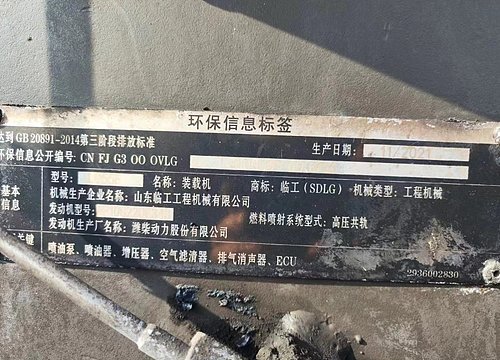 环保信息标签
达到GB 20891-2014第三阶段排放标准
生产日期:
环保信息公开编号: CN FJ G3 OO OVLG
型号: 名称: 装载机 商标: 临工 (SDLG) 机械类型: 工程机械
基本信息
机械生产企业名称: 山东临工工程机械有限公司
发动机型号: 燃料喷射系统型式: 高压共轨
发动机生产厂名称: 潍柴动力股份有限公司
关键
喷油泵、喷油器、增压器、空气滤清器、排气消声器、ECU
2936002830